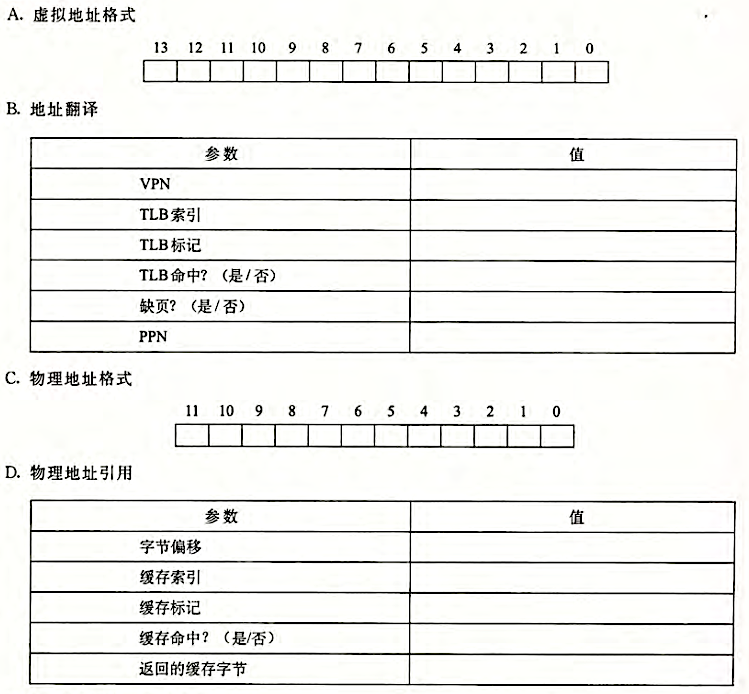 A. 虚拟地址格式
13 12 11 10 9 8 7 6 5 4 3 2 1 0
B. 地址翻译
参数 值
VPN
TLB索引
TLB标记
TLB命中？（是/否）
缺页？（是/否）
PPN
C. 物理地址格式
11 10 9 8 7 6 5 4 3 2 1 0
D. 物理地址引用
参数 值
字节偏移
缓存索引
缓存标记
缓存命中？（是/否）
返回的缓存字节